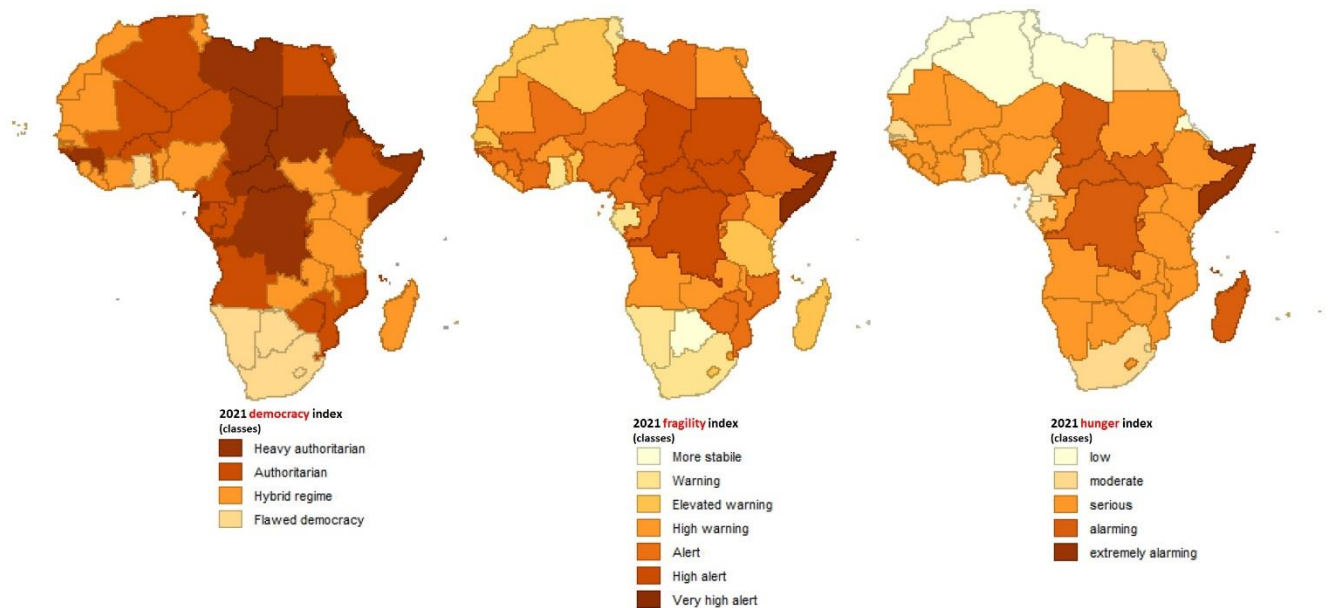 2021 democracy index
(classes)
Heavy authoritarian
Authoritarian
Hybrid regime
Flawed democracy
2021 fragility index
(classes)
More stabile
Warning
Elevated warning
High warning
Alert
High alert
Very high alert
2021 hunger index
(classes)
low
moderate
serious
alarming
extremely alarming